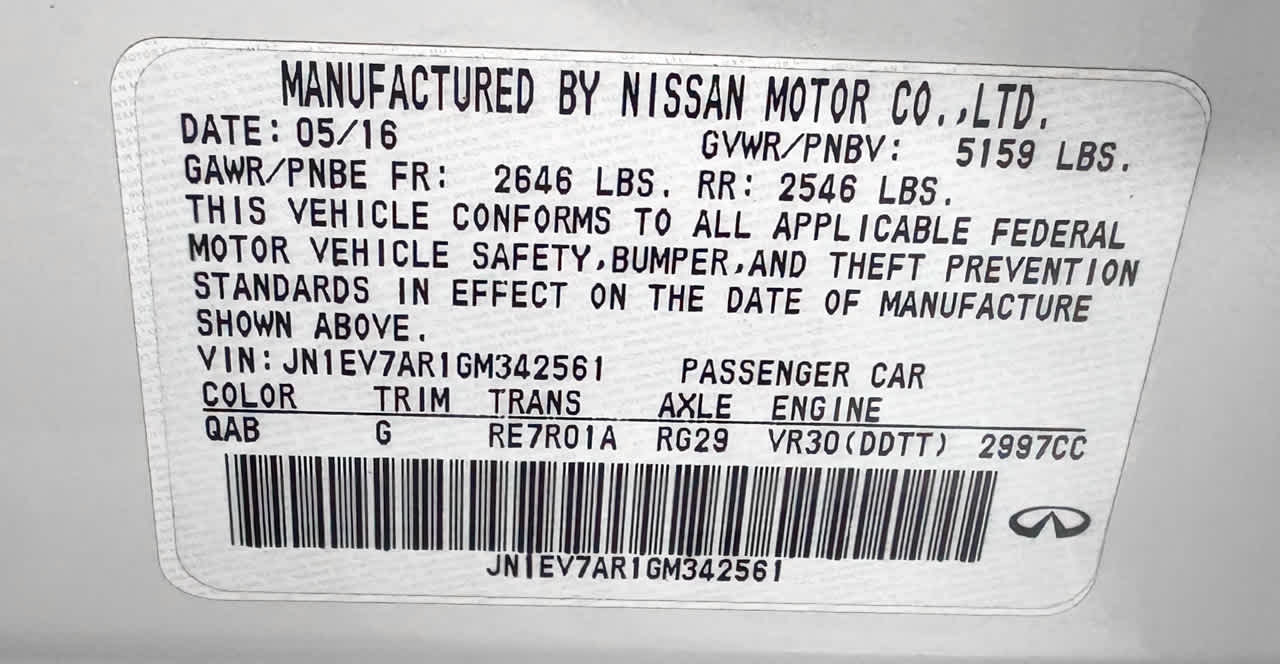 MANUFACTURED BY NISSAN MOTOR CO.,LTD.
DATE: 05/16 GVWR/PNBV: 5159 LBS.
GAWR/PNBE FR: 2646 LBS. RR: 2546 LBS.
THIS VEHICLE CONFORMS TO ALL APPLICABLE FEDERAL
MOTOR VEHICLE SAFETY,BUMPER,AND THEFT PREVENTION
STANDARDS IN EFFECT ON THE DATE OF MANUFACTURE
SHOWN ABOVE.
VIN: JN1EV7AR1GM342561 PASSENGER CAR
COLOR TRIM TRANS AXLE ENGINE
QAB G RE7R01A RG29 VR30(DDTT) 2997CC
JN1EV7AR1GM342561